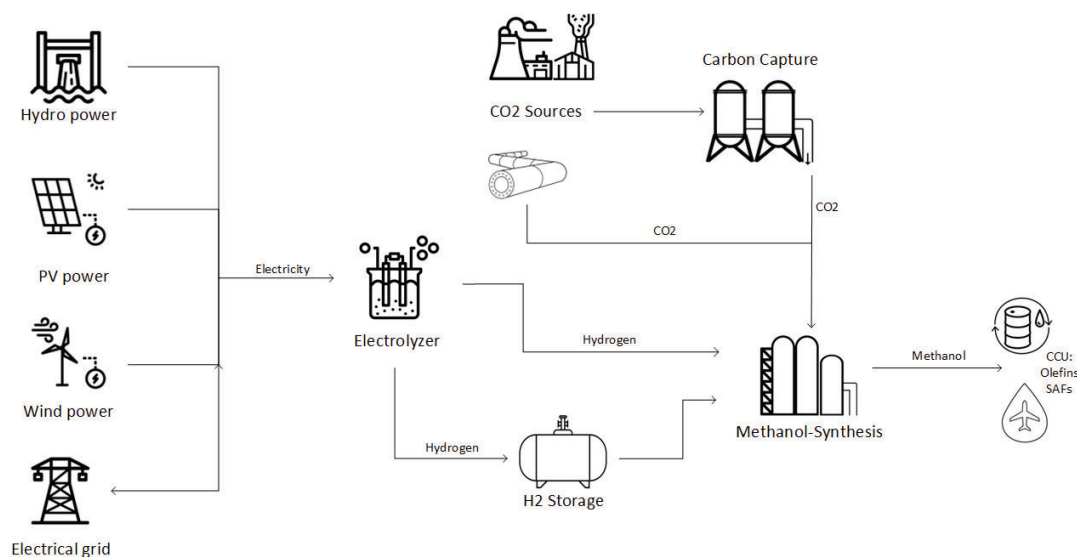 Hydro power
PV power
Wind power
Electrical grid
Electricity
Electrolyzer
CO2 Sources
Carbon Capture
CO2
CO2
Hydrogen
Hydrogen
H2 Storage
Methanol-Synthesis
Methanol
CCU:
Olefins
SAFs